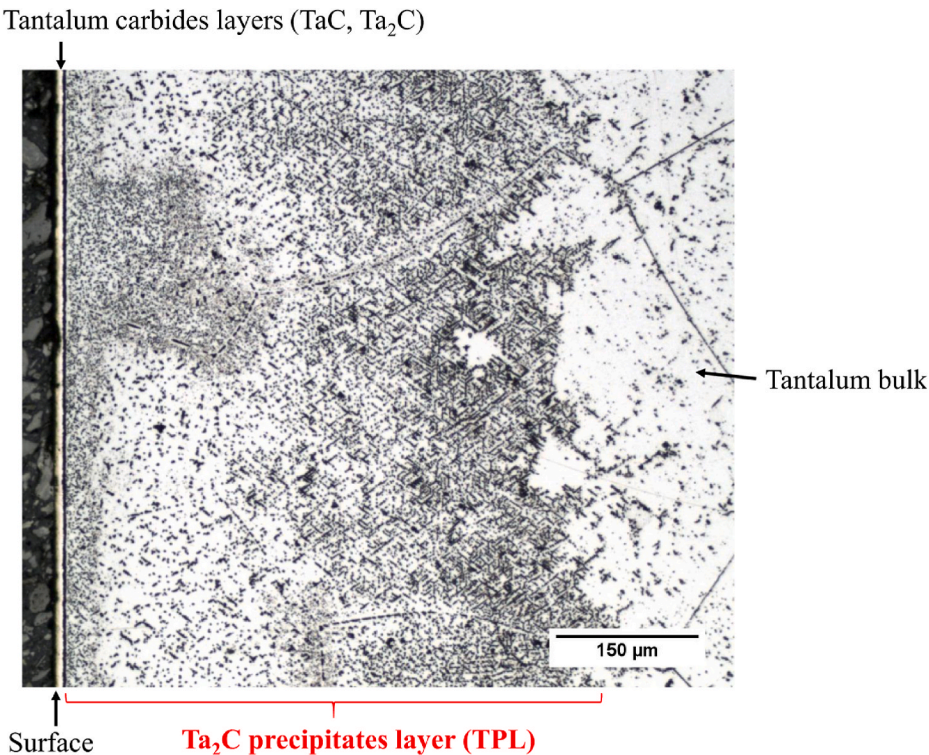 Tantalum carbides layers (TaC, Ta₂C)
Tantalum bulk
150 µm
Surface
Ta₂C precipitates layer (TPL)